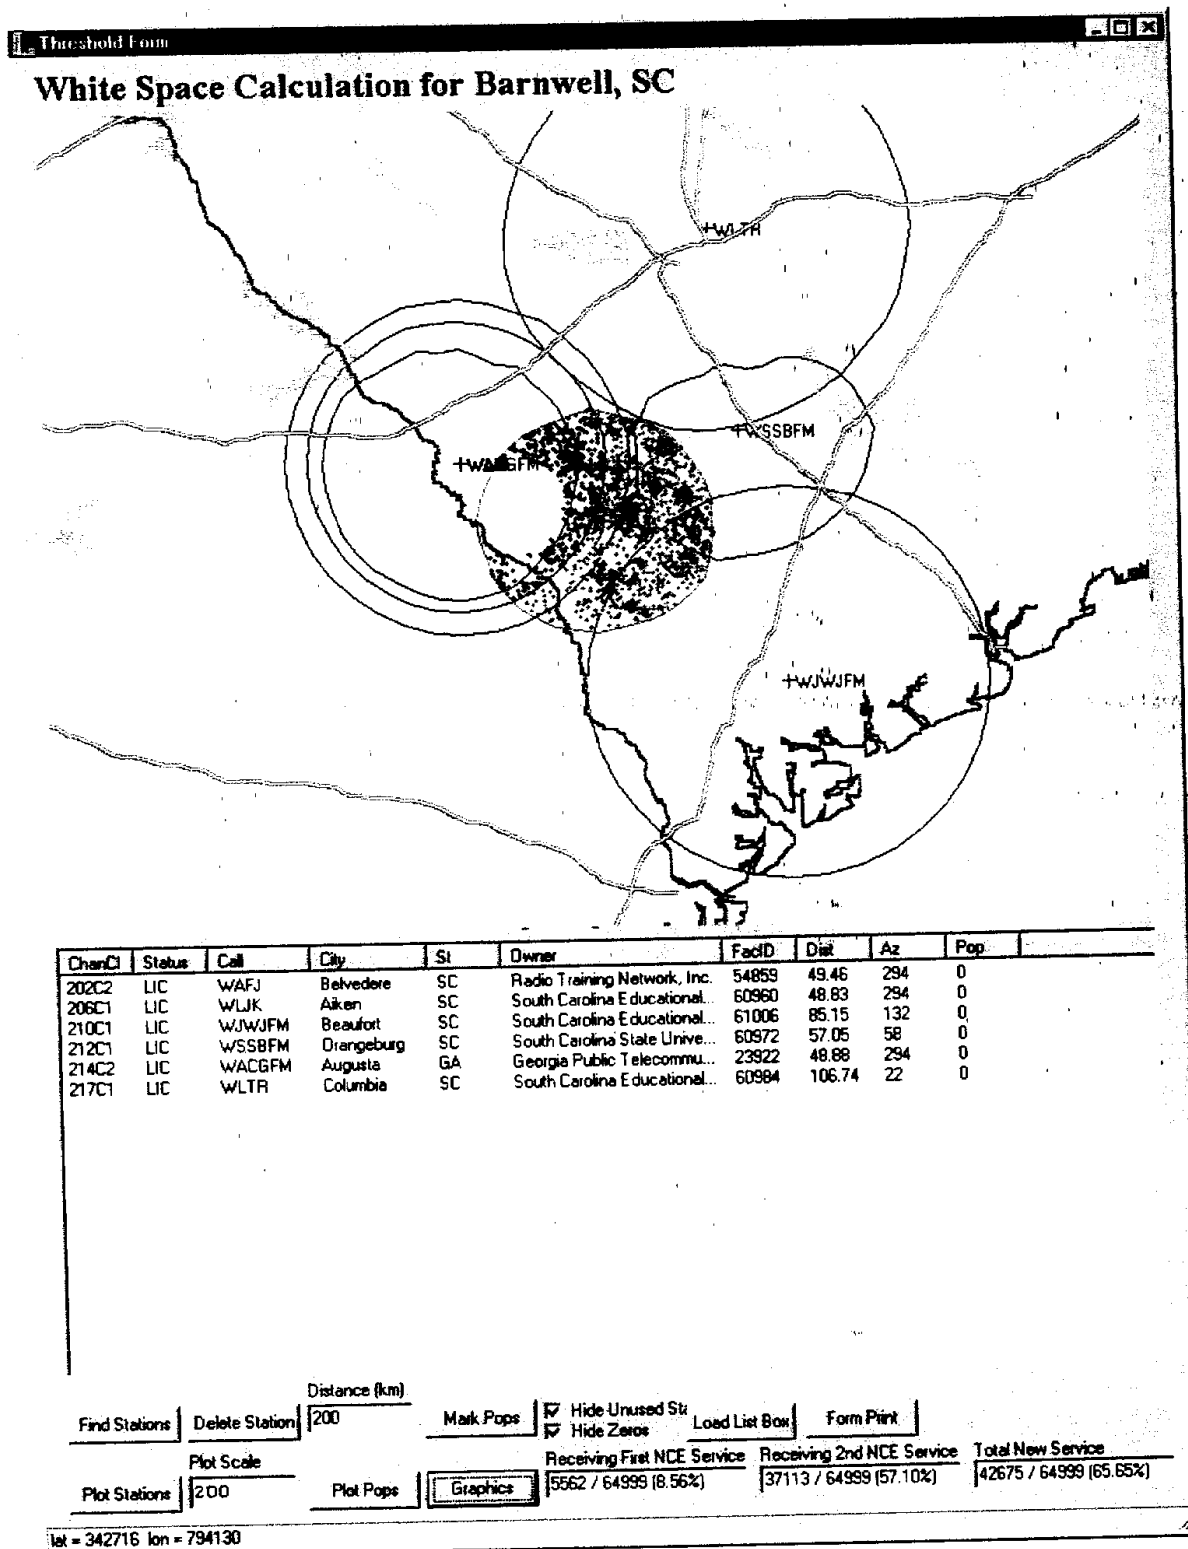 Threshold Form
White Space Calculation for Barnwell, SC
+WLTR
+WSSBFM
+WACGFM
+WJWJFM
ChanCl Status Call City St Owner FacID Dist Az Pop
202C2 LIC WAFJ Belvedere SC Radio Training Network, Inc. 54859 49.46 294 0
206C1 LIC WLJK Aiken SC South Carolina Educational... 60960 48.83 294 0
210C1 LIC WJWJFM Beaufort SC South Carolina Educational... 61006 85.15 132 0
212C1 LIC WSSBFM Orangeburg SC South Carolina State Unive... 60972 57.05 58 0
214C2 LIC WACGFM Augusta GA Georgia Public Telecommu... 23922 48.88 294 0
217C1 LIC WLTR Columbia SC South Carolina Educational... 60984 106.74 22 0
Distance (km)
Find Stations Delete Station 200 Mark Pops Hide Unused Sta Load List Box Form Print
Hide Zeros
Plot Scale Receiving First NCE Service Receiving 2nd NCE Service Total New Service
Plot Stations 200 Plot Pops Graphics 5562 / 64999 (8.56%) 37113 / 64999 (57.10%) 42675 / 64999 (65.65%)
lat = 342716 lon = 794130